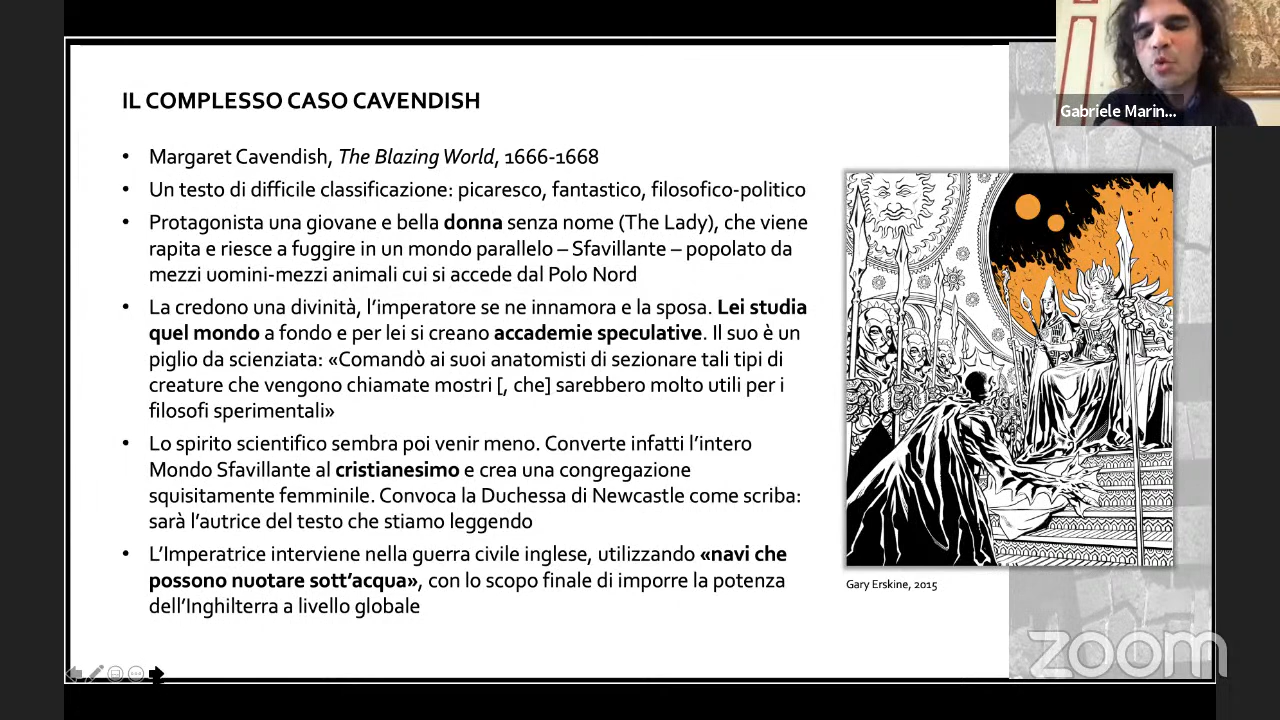 IL COMPLESSO CASO CAVENDISH
Gabriele Marin...
• Margaret Cavendish, The Blazing World, 1666-1668
• Un testo di difficile classificazione: picaresco, fantastico, filosofico-politico
• Protagonista una giovane e bella donna senza nome (The Lady), che viene
rapita e riesce a fuggire in un mondo parallelo – Sfavillante – popolato da
mezzi uomini-mezzi animali cui si accede dal Polo Nord
• La credono una divinità, l’imperatore se ne innamora e la sposa. Lei studia
quel mondo a fondo e per lei si creano accademie speculative. Il suo è un
piglio da scienziata: «Comandò ai suoi anatomisti di sezionare tali tipi di
creature che vengono chiamate mostri [, che] sarebbero molto utili per i
filosofi sperimentali»
• Lo spirito scientifico sembra poi venir meno. Converte infatti l’intero
Mondo Sfavillante al cristianesimo e crea una congregazione
squisitamente femminile. Convoca la Duchessa di Newcastle come scriba:
sarà l’autrice del testo che stiamo leggendo
• L’Imperatrice interviene nella guerra civile inglese, utilizzando «navi che
possono nuotare sott’acqua», con lo scopo finale di imporre la potenza
dell’Inghilterra a livello globale
Gary Erskine, 2015
zoom